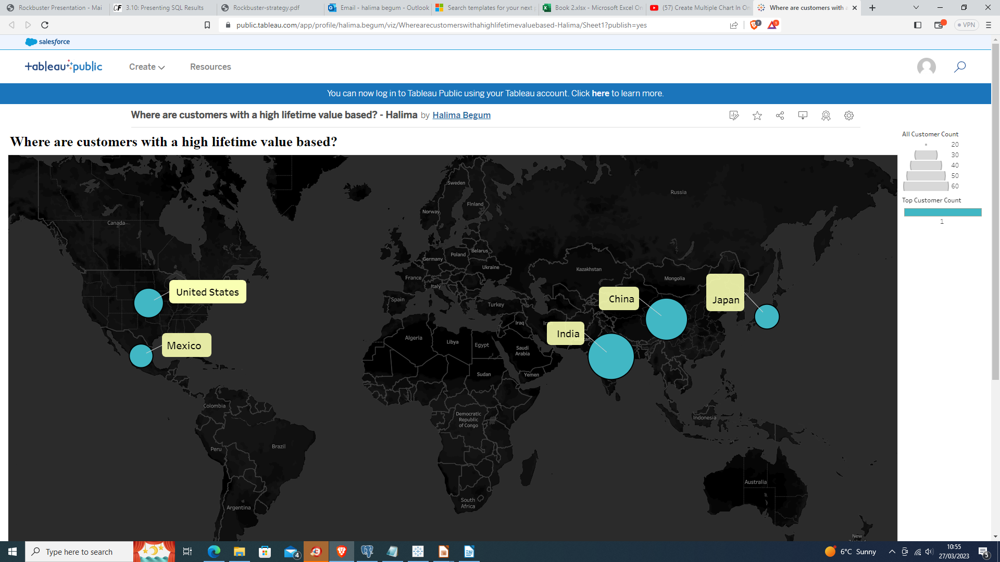 Rockbuster Presentation - Mai
CF 3.10: Presenting SQL Results
Rockbuster-strategy.pdf
Email - halima begum - Outlook
Search templates for your next
Book 2.xlsx - Microsoft Excel On
(57) Create Multiple Chart In On
Where are customers with a
public.tableau.com/app/profile/halima.begum/viz/Wherearecustomerswithahighlifetimevaluebased-Halima/Sheet1?publish=yes
7
1
VPN
salesforce
tableau public
Create
Resources
You can now log in to Tableau Public using your Tableau account. Click here to learn more.
Where are customers with a high lifetime value based? - Halima by Halima Begum
Where are customers with a high lifetime value based?
All Customer Count
20
30
40
50
60
Top Customer Count
1
Sweden
Russia
Finland
Norway
Canada
Belarus
Poland
Germany
Ukraine
Kazakhstan
France
Mongolia
Italy
United States
China
Japan
Spain
Turkey
Iraq
India
Algeria
Libya
Egypt
Mexico
Saudi
Arabia
Sudan
Yemen
Colombia
Democratic
Republic
of Congo
Indonesia
Brazil
Peru
Australia
South
Africa
Argentina
New
Type here to search
4
6°C Sunny
10:55
27/03/2023
5